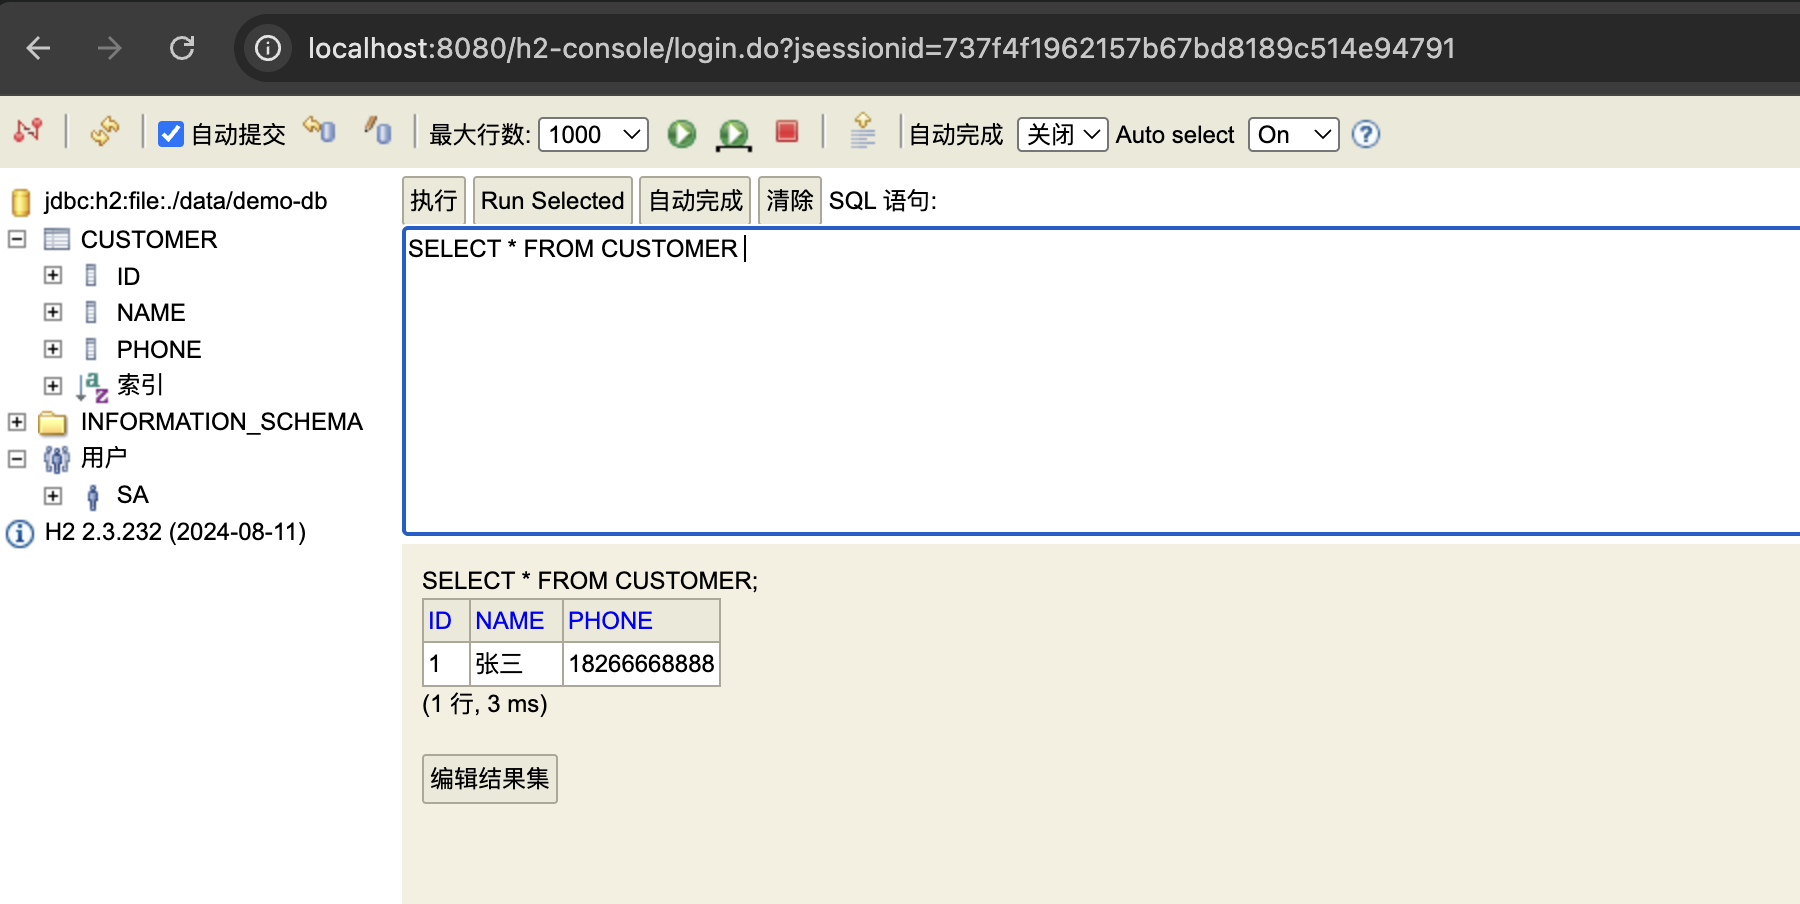 localhost:8080/h2-console/login.do?jsessionid=737f4f1962157b67bd8189c514e94791
自动提交 最大行数: 1000 自动完成 关闭 Auto select On
jdbc:h2:file:./data/demo-db
CUSTOMER
ID
NAME
PHONE
索引
INFORMATION_SCHEMA
用户
SA
H2 2.3.232 (2024-08-11)
执行 Run Selected 自动完成 清除 SQL 语句:
SELECT * FROM CUSTOMER
SELECT * FROM CUSTOMER;
ID NAME PHONE
1 张三 18266668888
(1 行, 3 ms)
编辑结果集